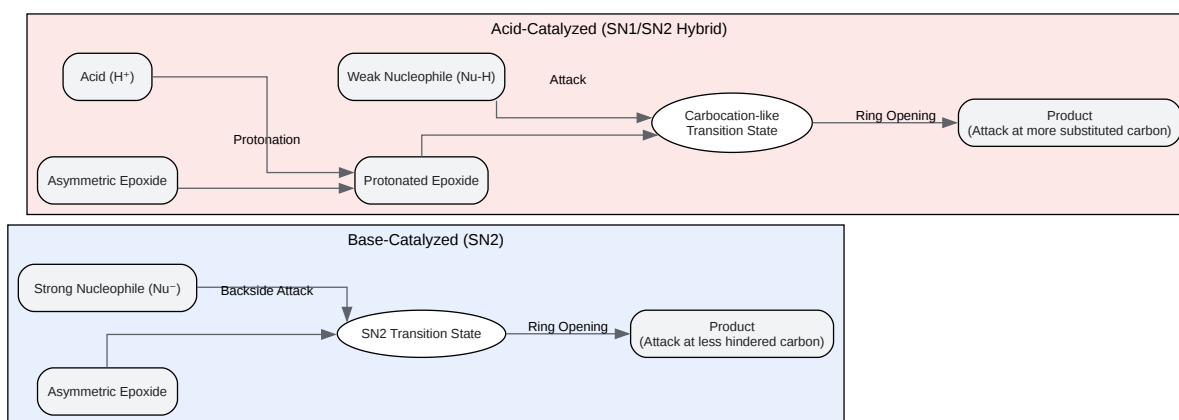 Acid-Catalyzed (SN1/SN2 Hybrid)
Acid (H⁺)
Weak Nucleophile (Nu-H)
Attack
Carbocation-like
Transition State
Ring Opening
Product
(Attack at more substituted carbon)
Protonation
Asymmetric Epoxide
Protonated Epoxide
Base-Catalyzed (SN2)
Strong Nucleophile (Nu⁻)
Backside Attack
SN2 Transition State
Ring Opening
Product
(Attack at less hindered carbon)
Asymmetric Epoxide